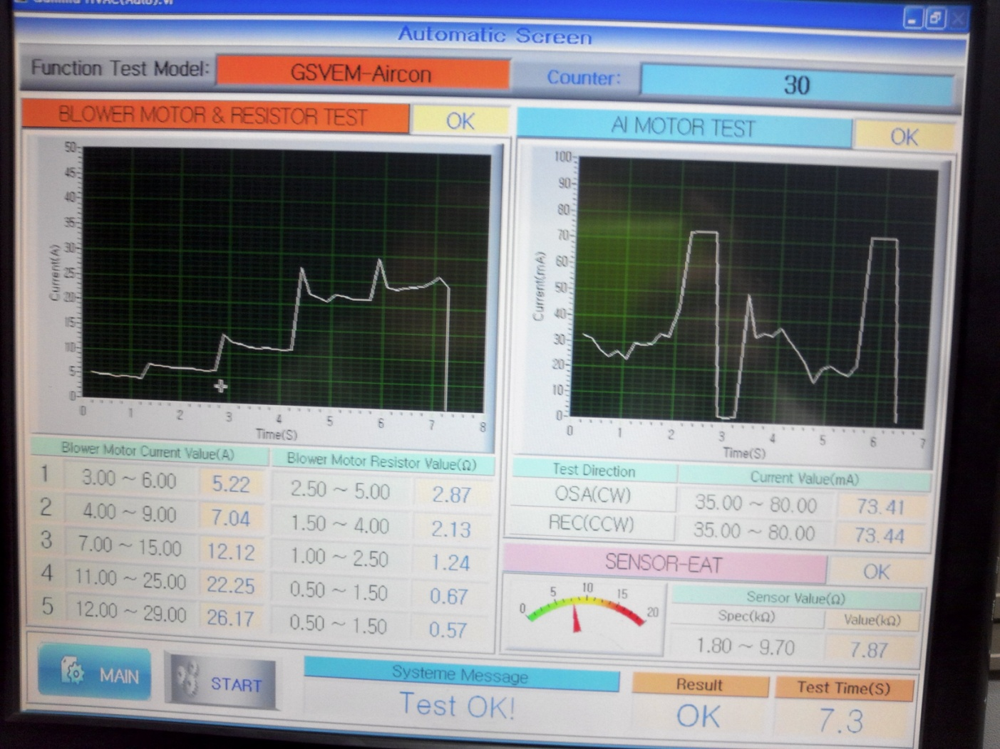 Automatic Screen
Function Test Model: GSVEM-Aircon Counter: 30
BLOWER MOTOR & RESISTOR TEST OK
50
45
40
35
30
25
20
15
10
5
0
Current(A)
0 1 2 3 4 5 6 7 8
Time(S)
AI MOTOR TEST OK
100
90
80
70
60
50
40
30
20
10
0
Current(mA)
0 1 2 3 4 5 6 7
Time(S)
Blower Motor Current Value(A) Blower Motor Resistor Value(Ω)
1 3.00 ~ 6.00 5.22 2.50 ~ 5.00 2.87
2 4.00 ~ 9.00 7.04 1.50 ~ 4.00 2.13
3 7.00 ~ 15.00 12.12 1.00 ~ 2.50 1.24
4 11.00 ~ 25.00 22.25 0.50 ~ 1.50 0.67
5 12.00 ~ 29.00 26.17 0.50 ~ 1.50 0.57
Test Direction Current Value(mA)
OSA(CW) 35.00 ~ 80.00 73.41
REC(CCW) 35.00 ~ 80.00 73.44
SENSOR-EAT OK
0 5 10 15 20
Sensor Value(Ω)
Spec(kΩ) Value(kΩ)
1.80 ~ 9.70 7.87
MAIN START
Systeme Message
Test OK!
Result Test Time(S)
OK 7.3